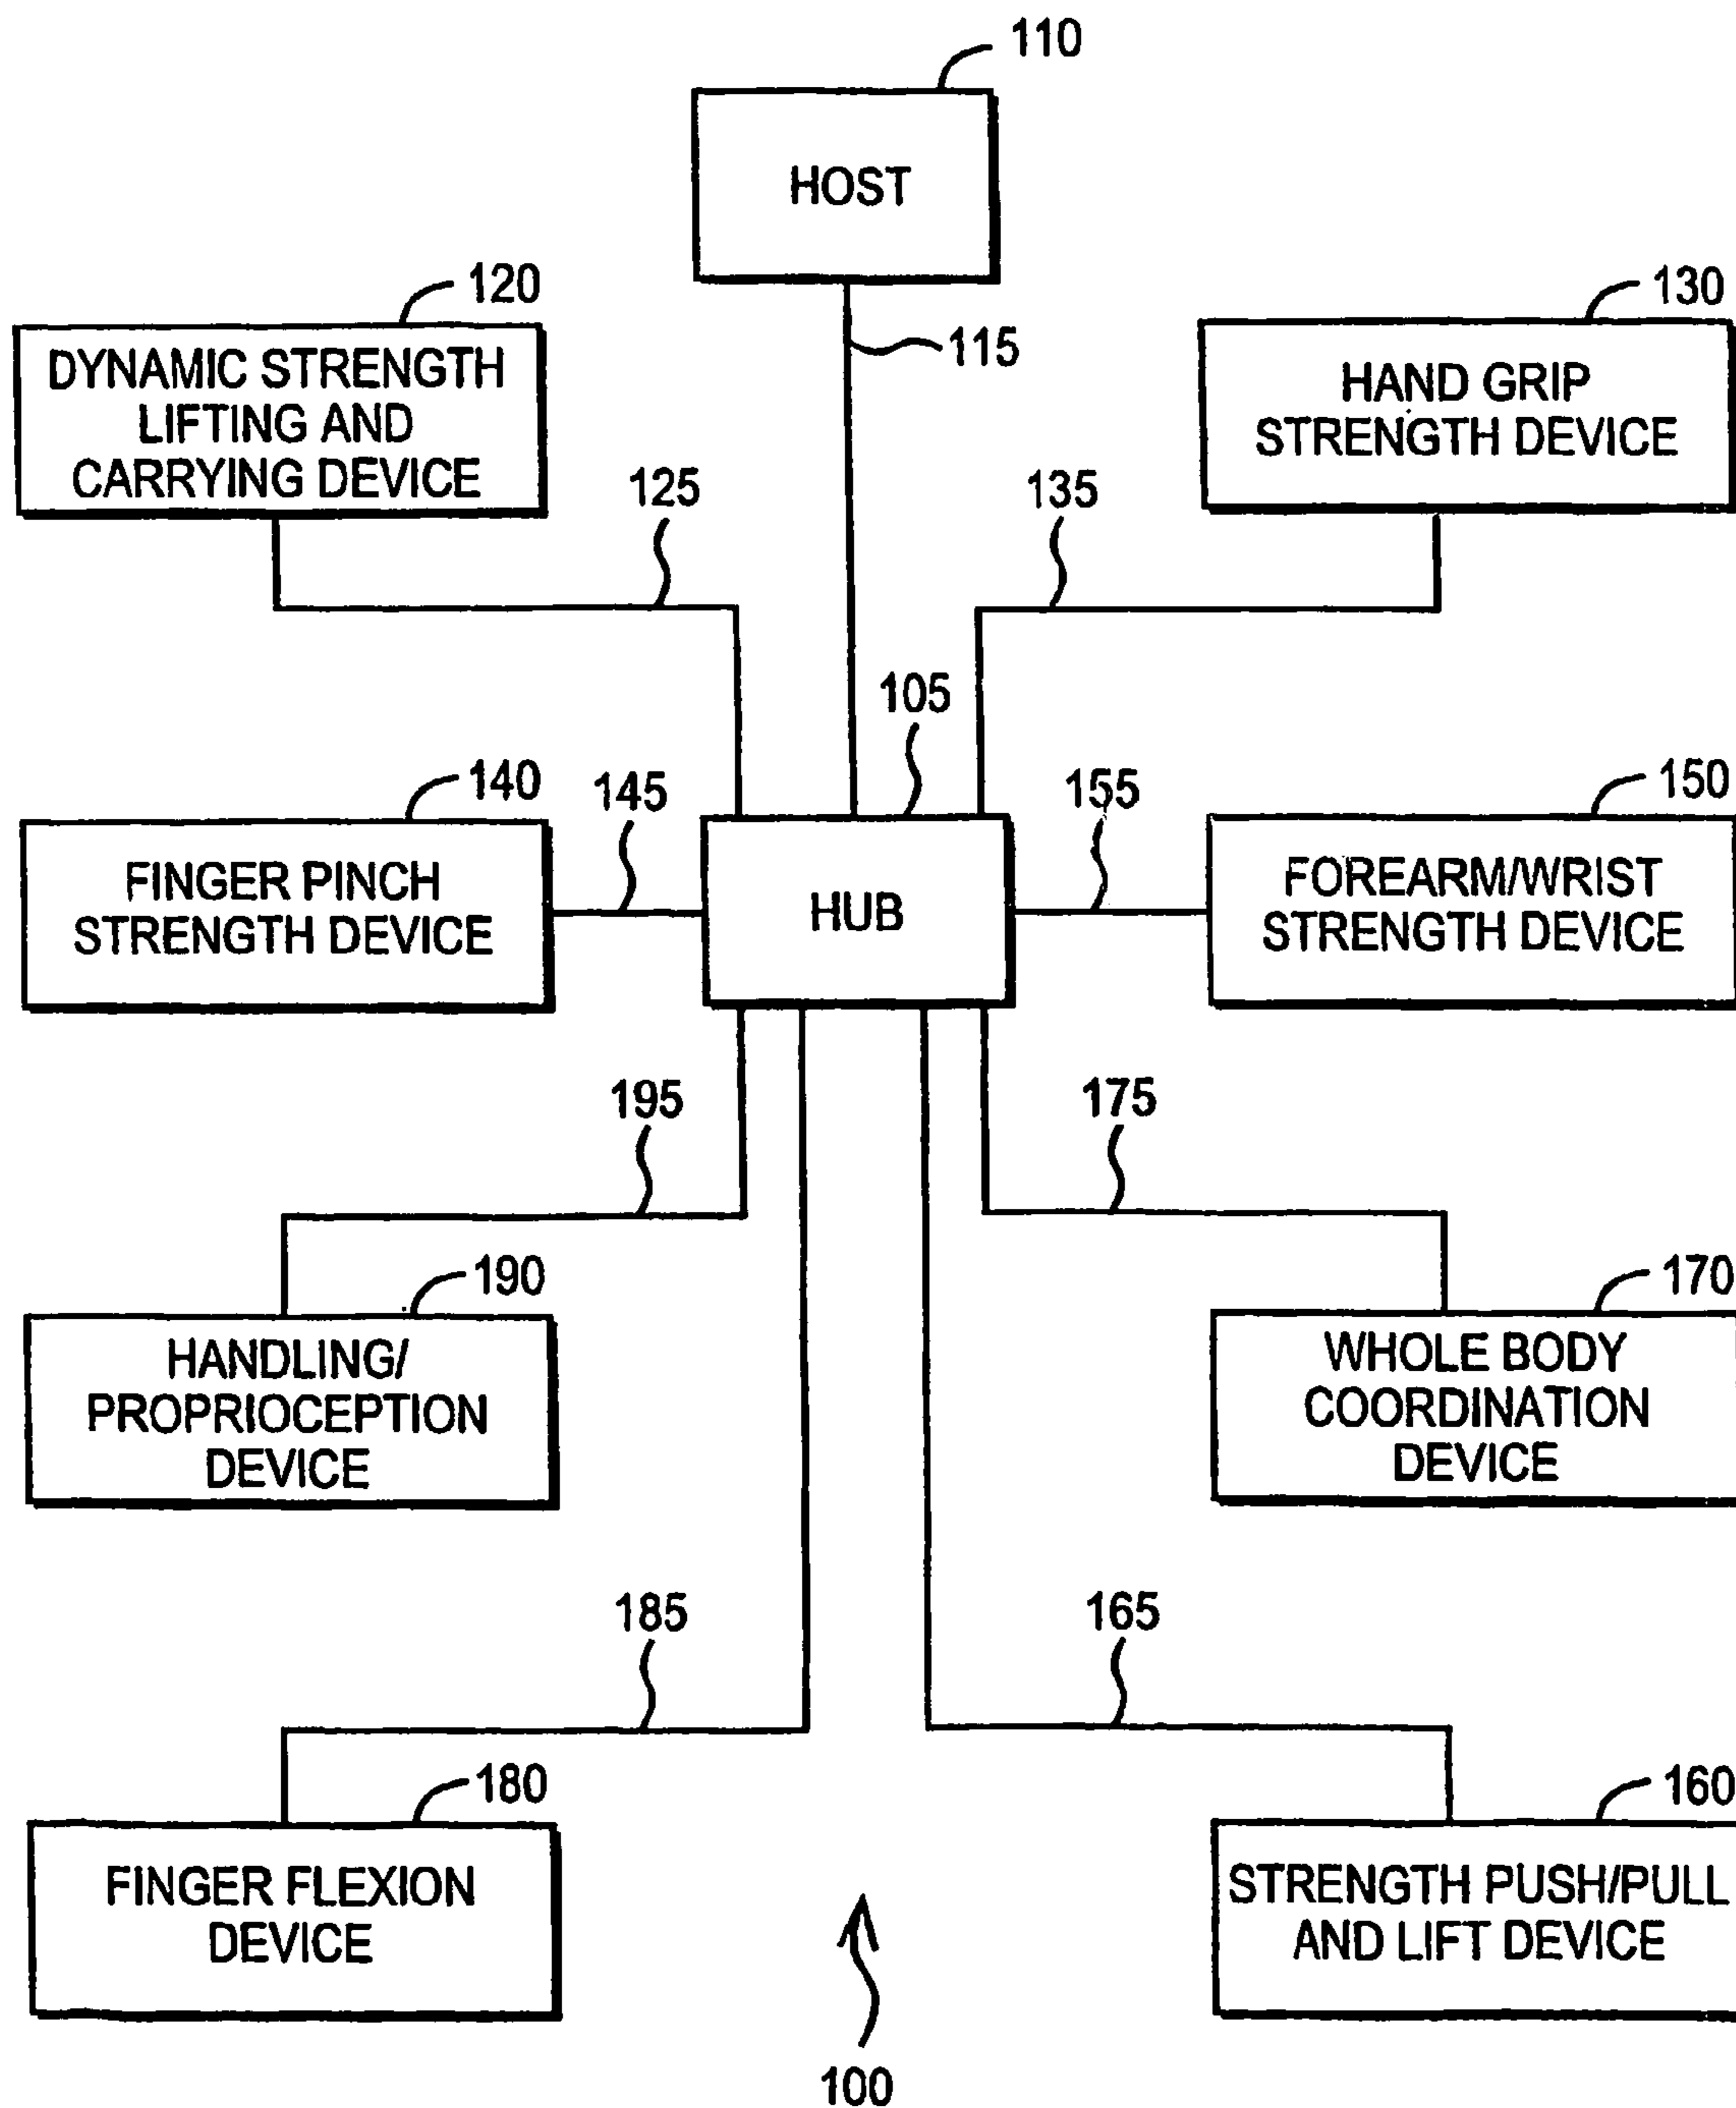 110
HOST
120
130
115
DYNAMIC STRENGTH
LIFTING AND
CARRYING DEVICE
HAND GRIP
STRENGTH DEVICE
125
135
105
140
145
155
150
FINGER PINCH
STRENGTH DEVICE
HUB
FOREARM/WRIST
STRENGTH DEVICE
195
175
190
170
HANDLING/
PROPRIOCEPTION
DEVICE
WHOLE BODY
COORDINATION
DEVICE
185
165
180
160
FINGER FLEXION
DEVICE
STRENGTH PUSH/PULL
AND LIFT DEVICE
100